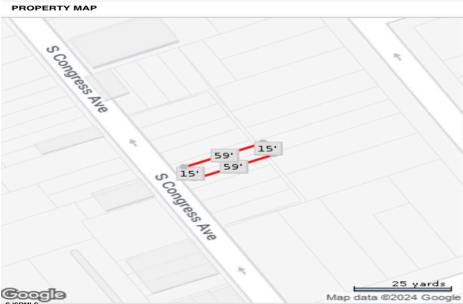 PROPERTY MAP
S Congress Ave
59'
15'
59'
15'
S Congress Ave
25 yards
Google
Map data ©2024 Google